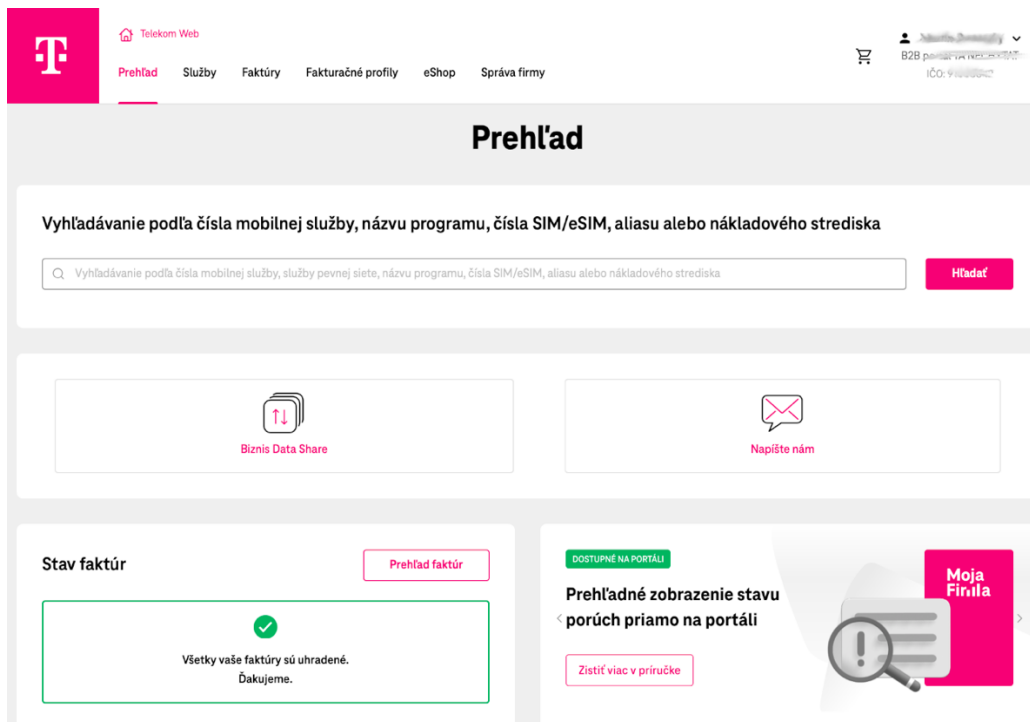 T
Telekom Web
Prehľad Služby Faktúry Fakturačné profily eShop Správa firmy
B2B
IČO:
Prehľad
Vyhľadávanie podľa čísla mobilnej služby, názvu programu, čísla SIM/eSIM, aliasu alebo nákladového strediska
Vyhľadávanie podľa čísla mobilnej služby, služby pevnej siete, názvu programu, čísla SIM/eSIM, aliasu alebo nákladového strediska
Hľadať
Biznis Data Share
Napíšte nám
Stav faktúr
Prehľad faktúr
Všetky vaše faktúry sú uhradené.
Ďakujeme.
DOSTUPNÉ NA PORTÁLI
Prehľadné zobrazenie stavu
porúch priamo na portáli
Zistiť viac v príručke
Moja
Firma